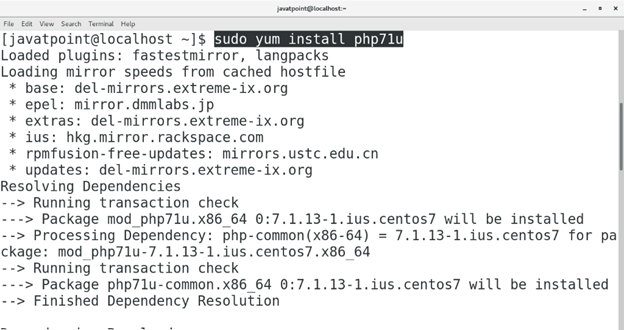 javatpoint@localhost:~
File Edit View Search Terminal Help
[javatpoint@localhost ~]$ sudo yum install php71u
Loaded plugins: fastestmirror, langpacks
Loading mirror speeds from cached hostfile
 * base: del-mirrors.extreme-ix.org
 * epel: mirror.dmmlabs.jp
 * extras: del-mirrors.extreme-ix.org
 * ius: hkg.mirror.rackspace.com
 * rpmfusion-free-updates: mirrors.ustc.edu.cn
 * updates: del-mirrors.extreme-ix.org
Resolving Dependencies
--> Running transaction check
---> Package mod_php71u.x86_64 0:7.1.13-1.ius.centos7 will be installed
--> Processing Dependency: php-common(x86-64) = 7.1.13-1.ius.centos7 for pa
ckage: mod_php71u-7.1.13-1.ius.centos7.x86_64
--> Running transaction check
---> Package php71u-common.x86_64 0:7.1.13-1.ius.centos7 will be installed
--> Finished Dependency Resolution